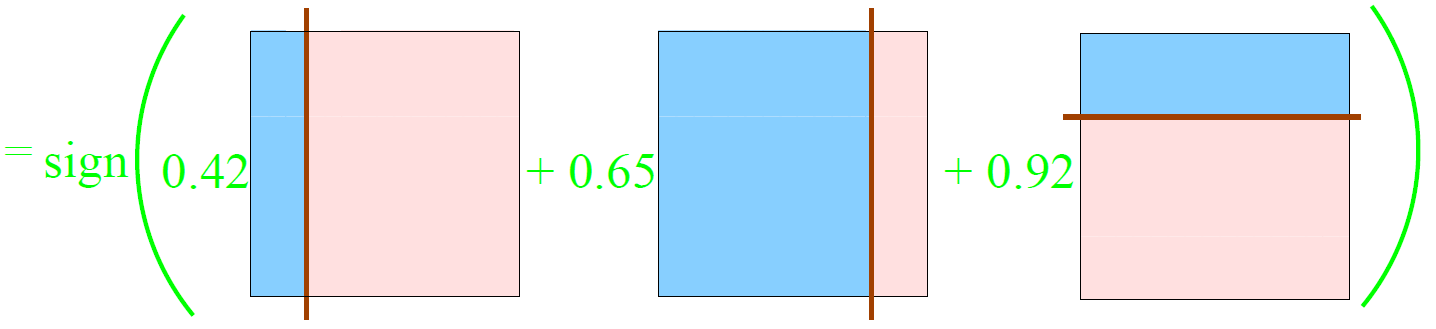 = sign ( 0.42 + 0.65 + 0.92 )